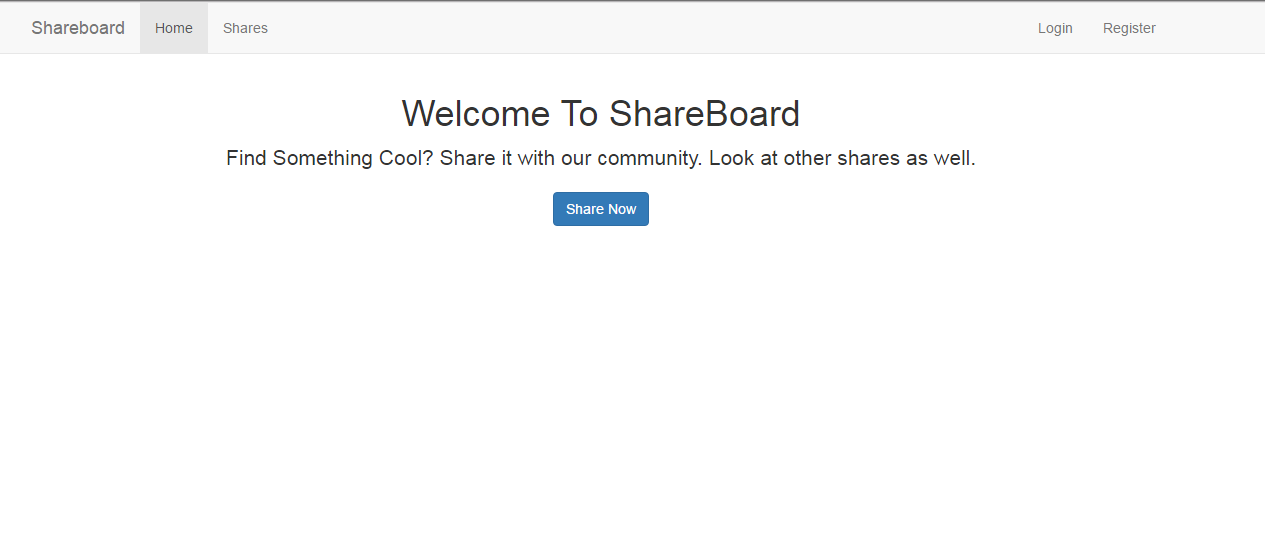 Shareboard Home Shares Login Register
Welcome To ShareBoard
Find Something Cool? Share it with our community. Look at other shares as well.
Share Now